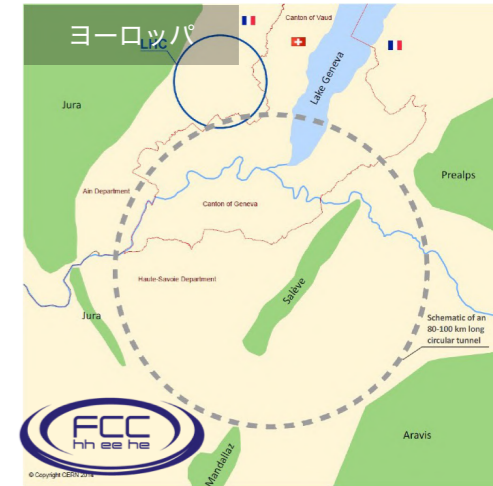 ヨーロッパ
LHC
Canton of Vaud
Lake Geneva
Jura
Prealps
Ain Department
Canton of Geneva
Haute-Savoie Department
Salève
Jura
Schematic of an
80-100 km long
circular tunnel
FCC
hh ee he
Aravis
Mandallaz
© Copyright CERN 2014